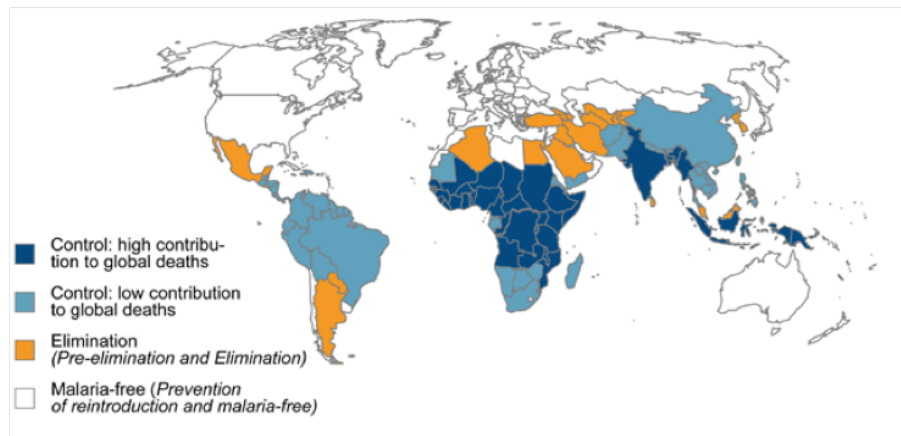 Control: high contribu-
tion to global deaths
Control: low contribution
to global deaths
Elimination
(Pre-elimination and Elimination)
Malaria-free (Prevention
of reintroduction and malaria-free)